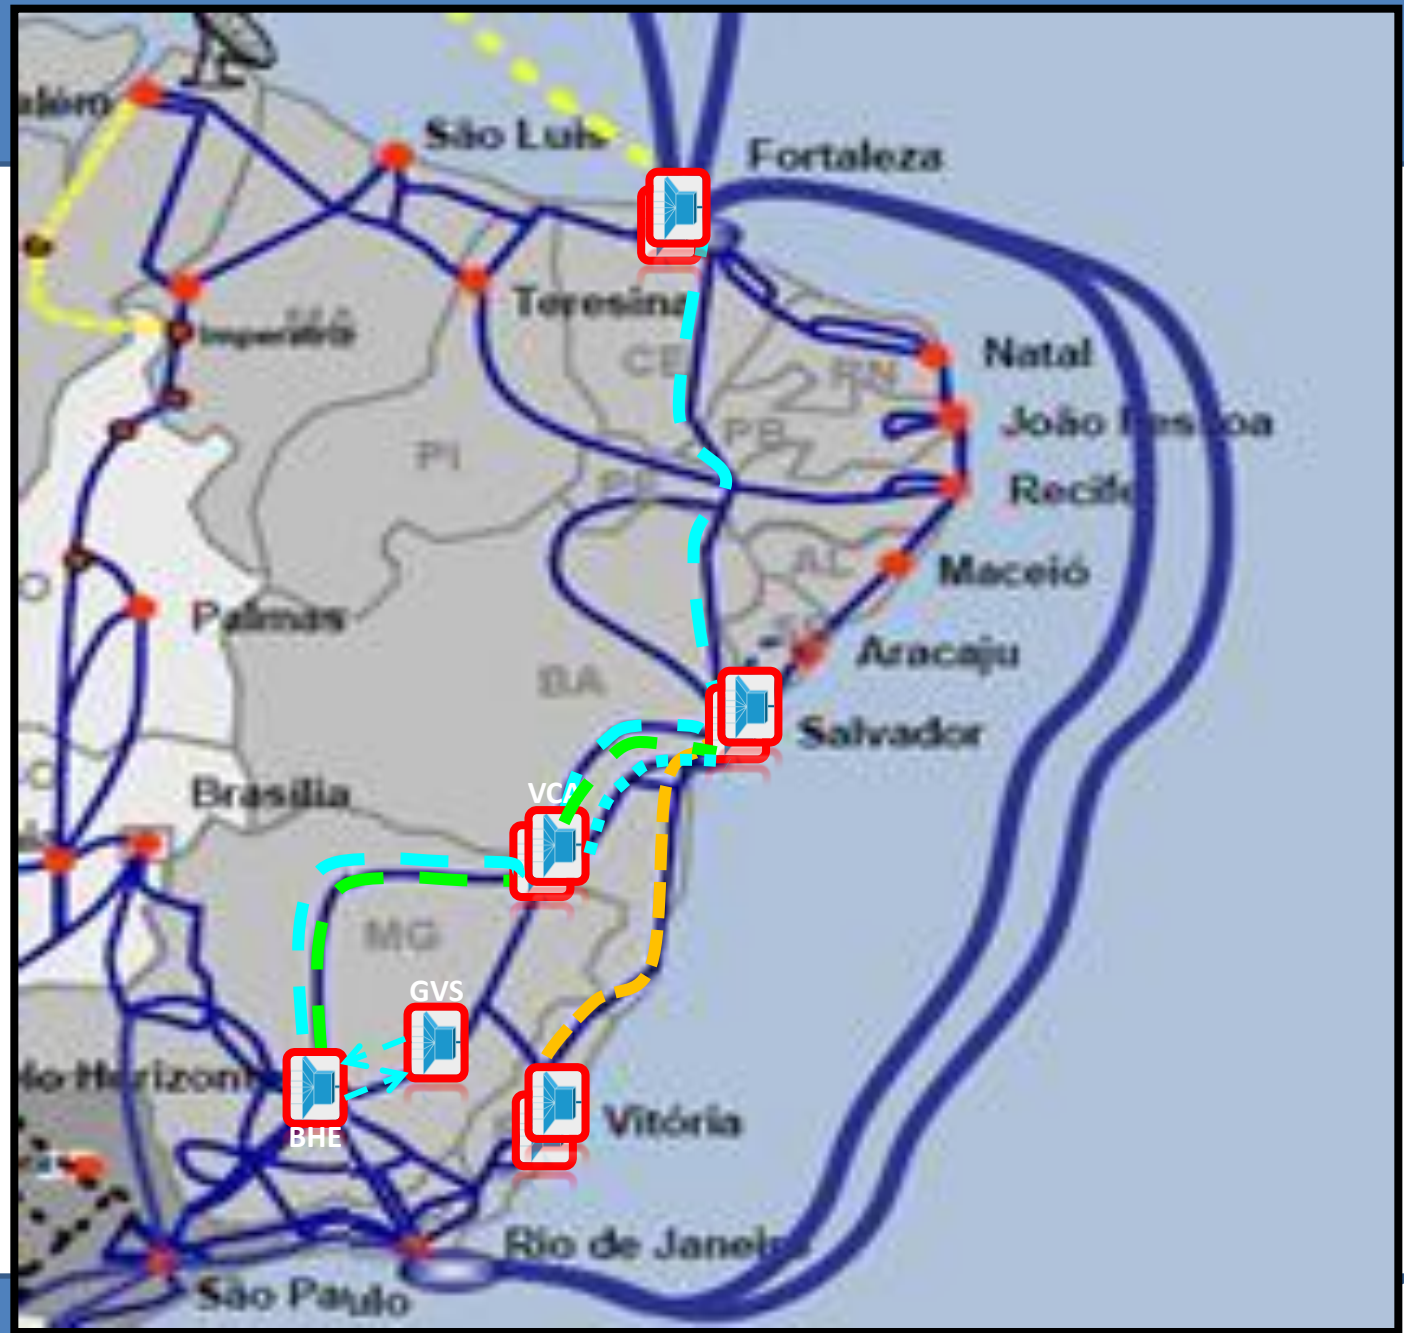 São Luis
Fortaleza
Teresina
Imperatriz
CE
RN
Natal
João Pessoa
PB
PI
PE
Recife
AL
Maceió
Palmas
Aracaju
BA
Salvador
Brasília
VCA
MG
GVS
BHE
Vitória
Rio de Janeiro
São Paulo